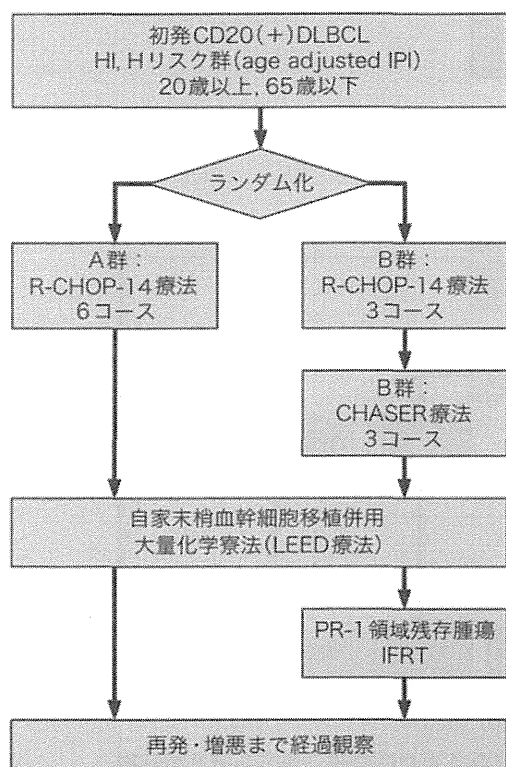 初発CD20(+)DLBCL
HI, Hリスク群(age adjusted IPI)
20歳以上, 65歳以下
ランダム化
A群:
R-CHOP-14療法
6コース
B群:
R-CHOP-14療法
3コース
B群:
CHASER療法
3コース
自家末梢血幹細胞移植併用
大量化学寮法(LEED療法)
PR-1領域残存腫瘍
IFRT
再発・増悪まで経過観察